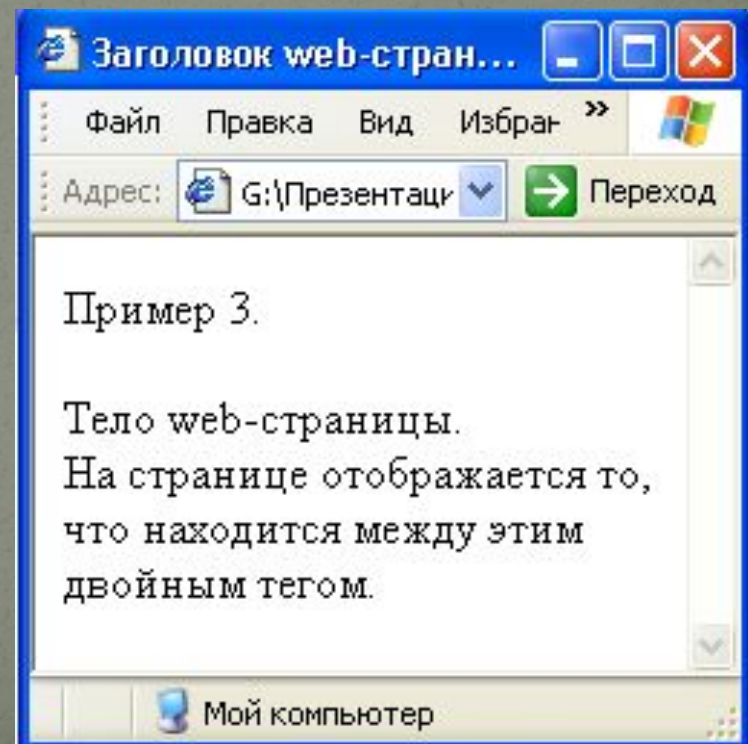 Заголовок web-стран...
Файл Правка Вид Избран »
Адрес: G:\Презентаци Переход
Пример 3.
Тело web-страницы.
На странице отображается то,
что находится между этим
двойным тегом.
Мой компьютер